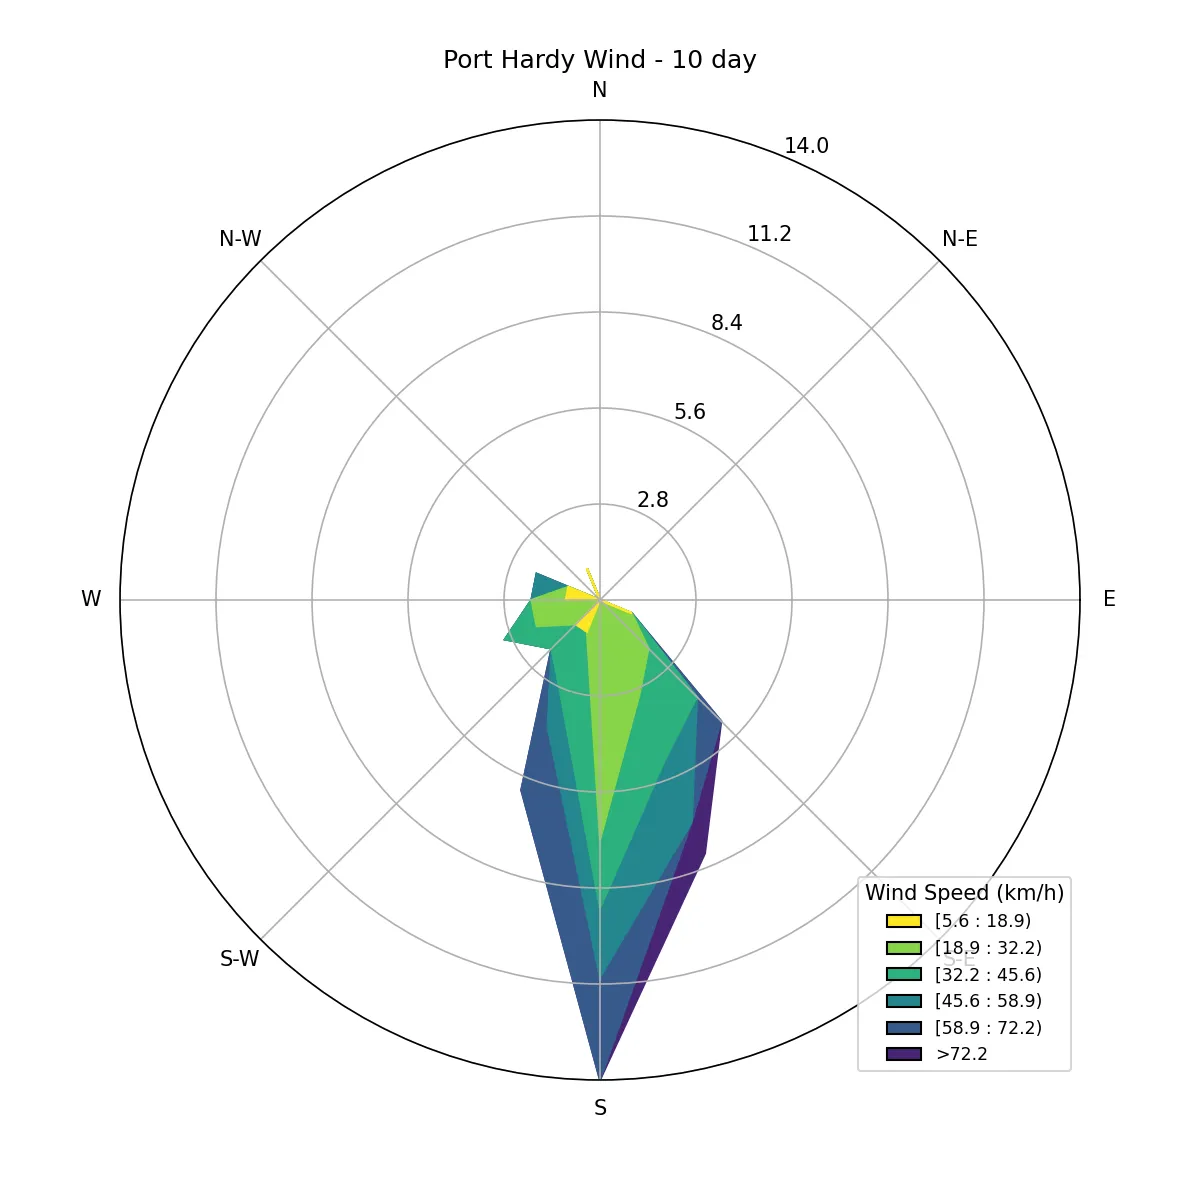 Port Hardy Wind - 10 day
N
14.0
N-W
11.2
N-E
8.4
5.6
2.8
W
E
Wind Speed (km/h)
[5.6 : 18.9)
[18.9 : 32.2)
S-W
S-E
[32.2 : 45.6)
[45.6 : 58.9)
[58.9 : 72.2)
>72.2
S